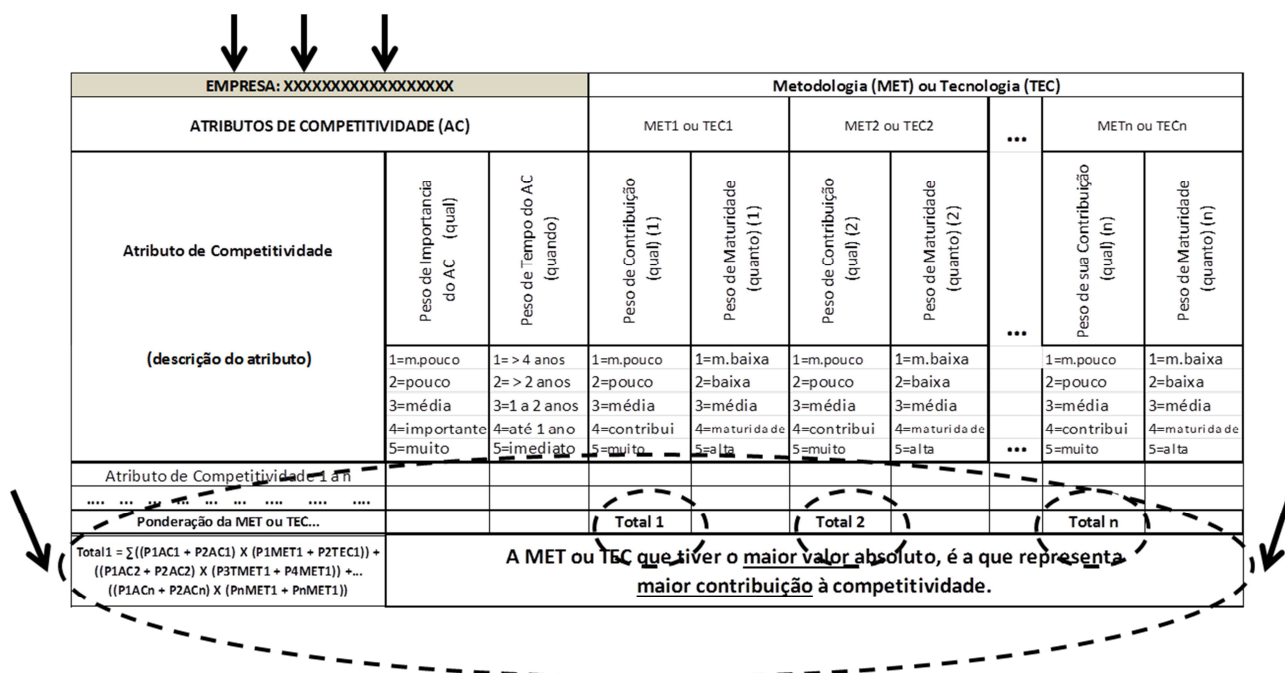 EMPRESA: XXXXXXXXXXXXXXXXXXX
Metodologia (MET) ou Tecnologia (TEC)
ATRIBUTOS DE COMPETITIVIDADE (AC)
MET1 ou TEC1
MET2 ou TEC2
...
METn ou TECn
Atributo de Competitividade
(descrição do atributo)
Peso de Importancia
do AC (qual)
Peso de Tempo do AC
(quando)
Peso de Contribuição
(qual) (1)
Peso de Maturidade
(quanto) (1)
Peso de Contribuição
(qual) (2)
Peso de Maturidade
(quanto) (2)
...
Peso de sua Contribuição
(qual) (n)
Peso de Maturidade
(quanto) (n)
1=m.pouco 1= > 4 anos 1=m.pouco 1=m.baixa 1=m.pouco 1=m.baixa 1=m.pouco 1=m.baixa
2=pouco 2= > 2 anos 2=pouco 2=baixa 2=pouco 2=baixa 2=pouco 2=baixa
3=média 3=1 a 2 anos 3=média 3=média 3=média 3=média 3=média 3=média
4=importante 4=até 1 ano 4=contribui 4=maturidade 4=contribui 4=maturidade 4=contribui 4=maturidade
5=muito 5=imediato 5=muito 5=alta 5=muito 5=alta ... 5=muito 5=alta
Atributo de Competitividade 1 a n
.... ... ... ... ... ... .... .... ....
Ponderação da MET ou TEC... Total 1 Total 2 Total n
Total1 = ∑((P1AC1 + P2AC1) X (P1MET1 + P2TEC1)) +
((P1AC2 + P2AC2) X (P3TMET1 + P4MET1)) +...
((P1ACn + P2ACn) X (PnMET1 + PnMET1))
A MET ou TEC que tiver o maior valor absoluto, é a que representa
maior contribuição à competitividade.